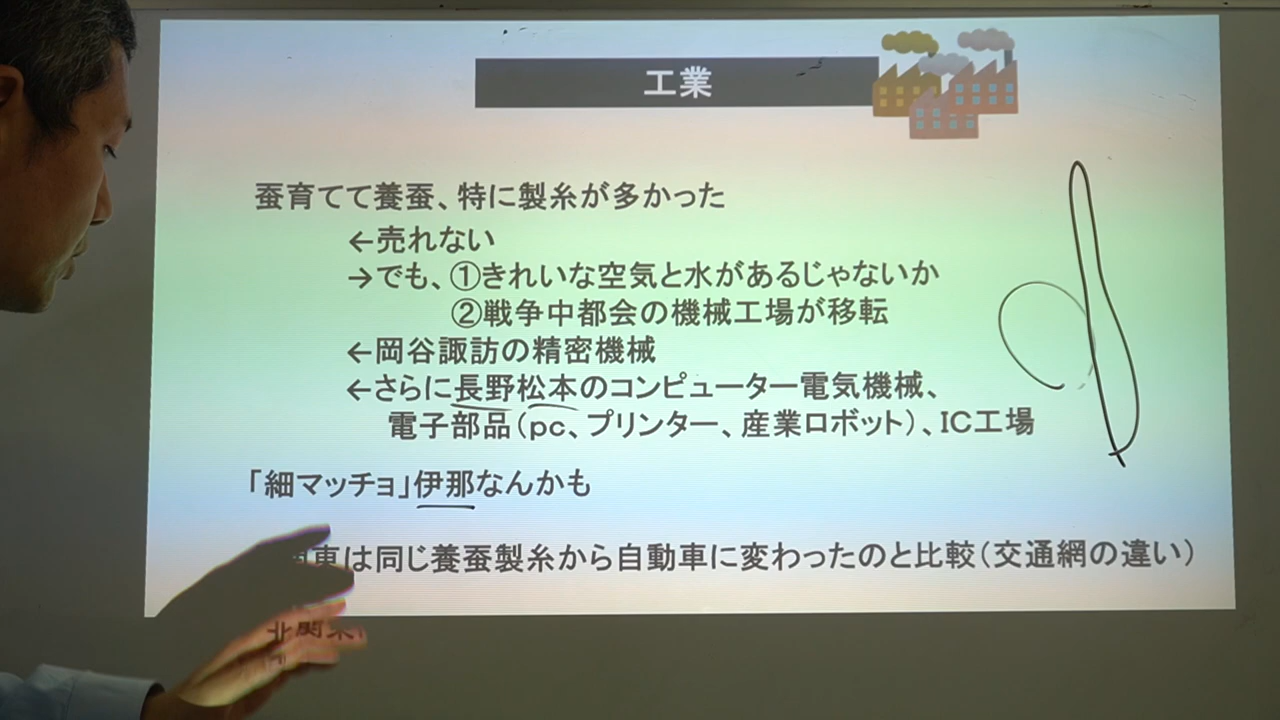 工業
蚕育てて養蚕、特に製糸が多かった
←売れない
→でも、①きれいな空気と水があるじゃないか
②戦争中都会の機械工場が移転
←岡谷諏訪の精密機械
←さらに長野松本のコンピューター電気機械、
電子部品(pc、プリンター、産業ロボット)、IC工場
「細マッチョ」伊那なんかも
北関東は同じ養蚕製糸から自動車に変わったのと比較(交通網の違い)